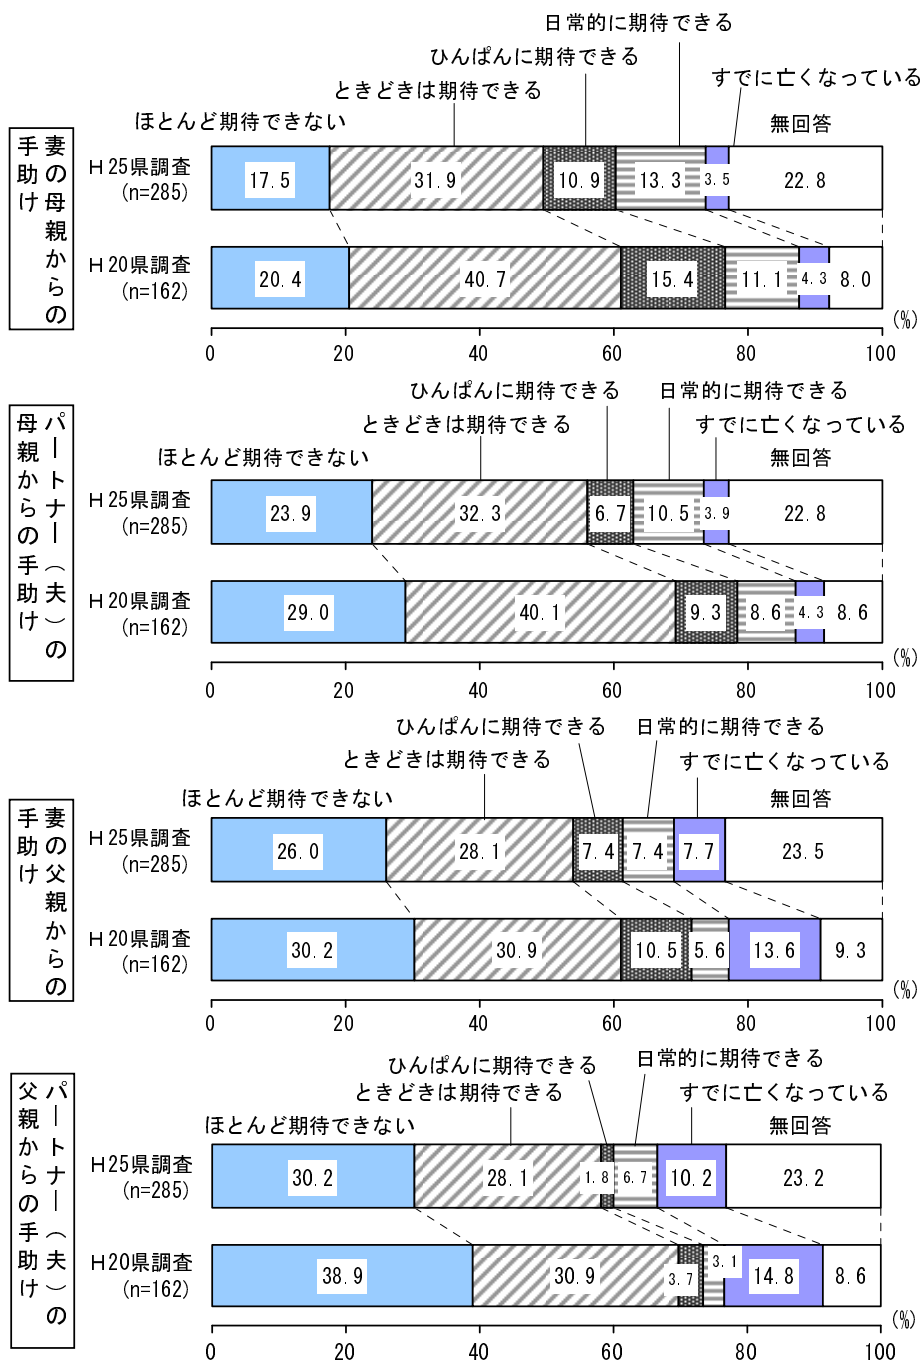 日常的に期待できる
ひんぱんに期待できる
すでに亡くなっている
ときどきは期待できる
ほとんど期待できない
無回答
妻の母親からの
手助け
H25県調査
(n=285)
17.5 31.9 10.9 13.3 3.5 22.8
H20県調査
(n=162)
20.4 40.7 15.4 11.1 4.3 8.0
(%)
0 20 40 60 80 100
ひんぱんに期待できる 日常的に期待できる
ときどきは期待できる すでに亡くなっている
ほとんど期待できない 無回答
パートナー(夫)の
母親からの手助け
H25県調査
(n=285)
23.9 32.3 6.7 10.5 3.9 22.8
H20県調査
(n=162)
29.0 40.1 9.3 8.6 4.3 8.6
(%)
0 20 40 60 80 100
ひんぱんに期待できる 日常的に期待できる
ときどきは期待できる すでに亡くなっている
ほとんど期待できない 無回答
妻の父親からの
手助け
H25県調査
(n=285)
26.0 28.1 7.4 7.4 7.7 23.5
H20県調査
(n=162)
30.2 30.9 10.5 5.6 13.6 9.3
(%)
0 20 40 60 80 100
ひんぱんに期待できる 日常的に期待できる
ときどきは期待できる すでに亡くなっている
ほとんど期待できない 無回答
パートナー(夫)の
父親からの手助け
H25県調査
(n=285)
30.2 28.1 1.8 6.7 10.2 23.2
H20県調査
(n=162)
38.9 30.9 3.7 3.1 14.8 8.6
(%)
0 20 40 60 80 100